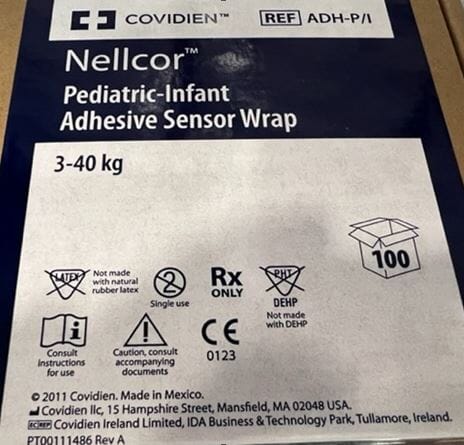 COVIDIEN™ REF ADH-P/I
Nellcor™
Pediatric-Infant
Adhesive Sensor Wrap
3-40 kg
100
LATEX
Not made
with natural
rubber latex
2
Single use
Rx
ONLY
PHT
DEHP
Not made
with DEHP
i
Consult
instructions
for use
!
Caution, consult
accompanying
documents
CE
0123
© 2011 Covidien. Made in Mexico.
Covidien llc, 15 Hampshire Street, Mansfield, MA 02048 USA.
EC REP Covidien Ireland Limited, IDA Business & Technology Park, Tullamore, Ireland.
PT00111486 Rev A